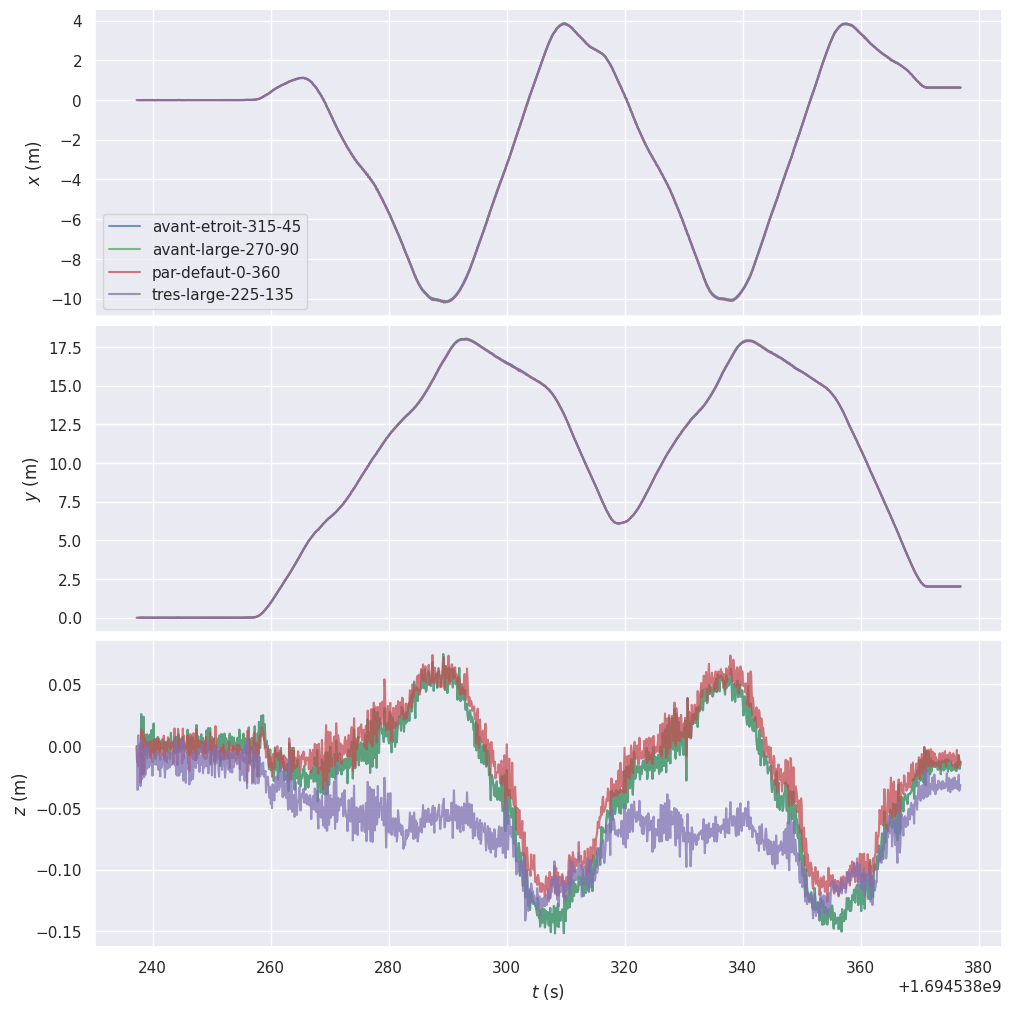 4
2
0
−2
−4
−6
−8
−10
x (m)
avant-etroit-315-45
avant-large-270-90
par-defaut-0-360
tres-large-225-135
17.5
15.0
12.5
10.0
7.5
5.0
2.5
0.0
y (m)
0.05
0.00
−0.05
−0.10
−0.15
z (m)
240 260 280 300 320 340 360 380
t (s)
+1.694538e9